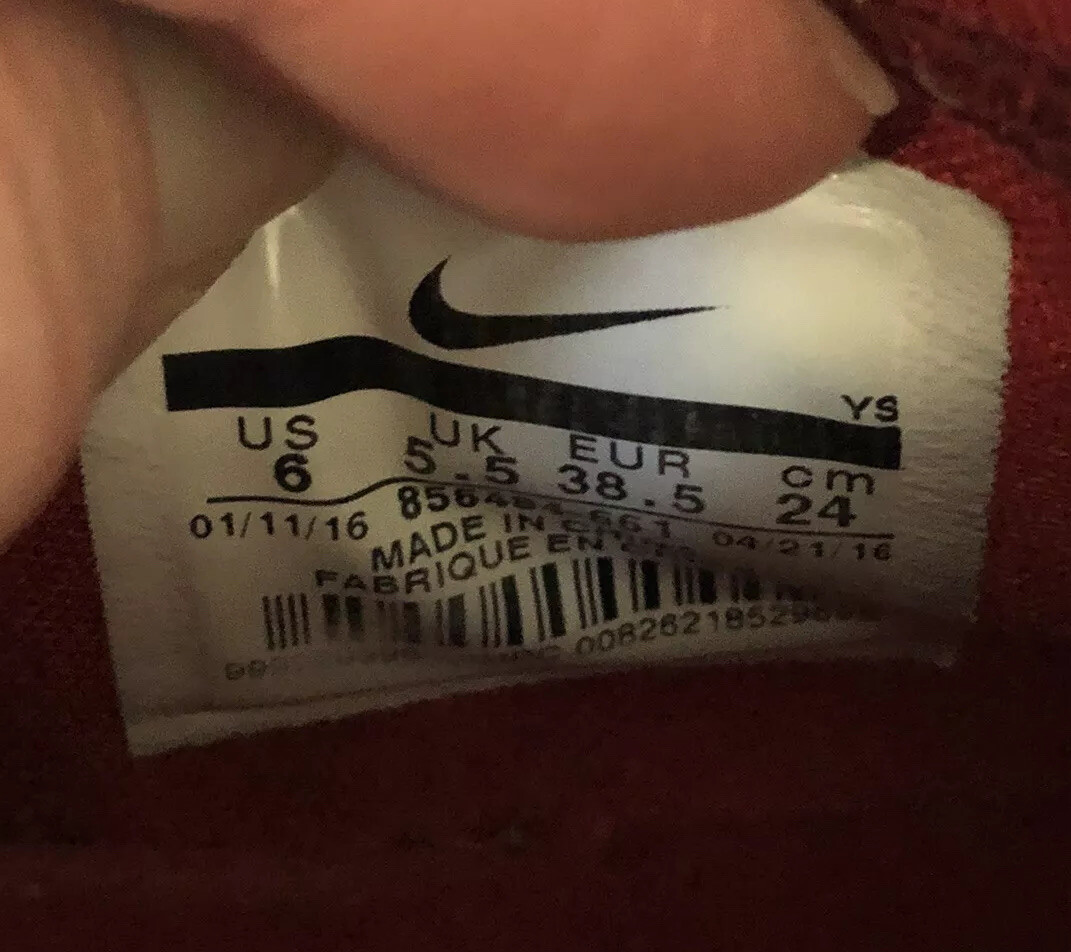 YS
US UK EUR cm
6 5.5 38.5 24
01/11/16 04/21/16
MADE IN
FABRIQUE EN